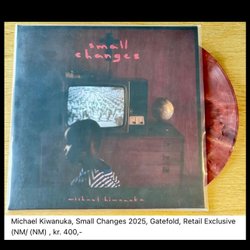 small
changes
michael kiwanuka
Michael Kiwanuka, Small Changes 2025, Gatefold, Retail Exclusive
(NM/ (NM) , kr. 400,-